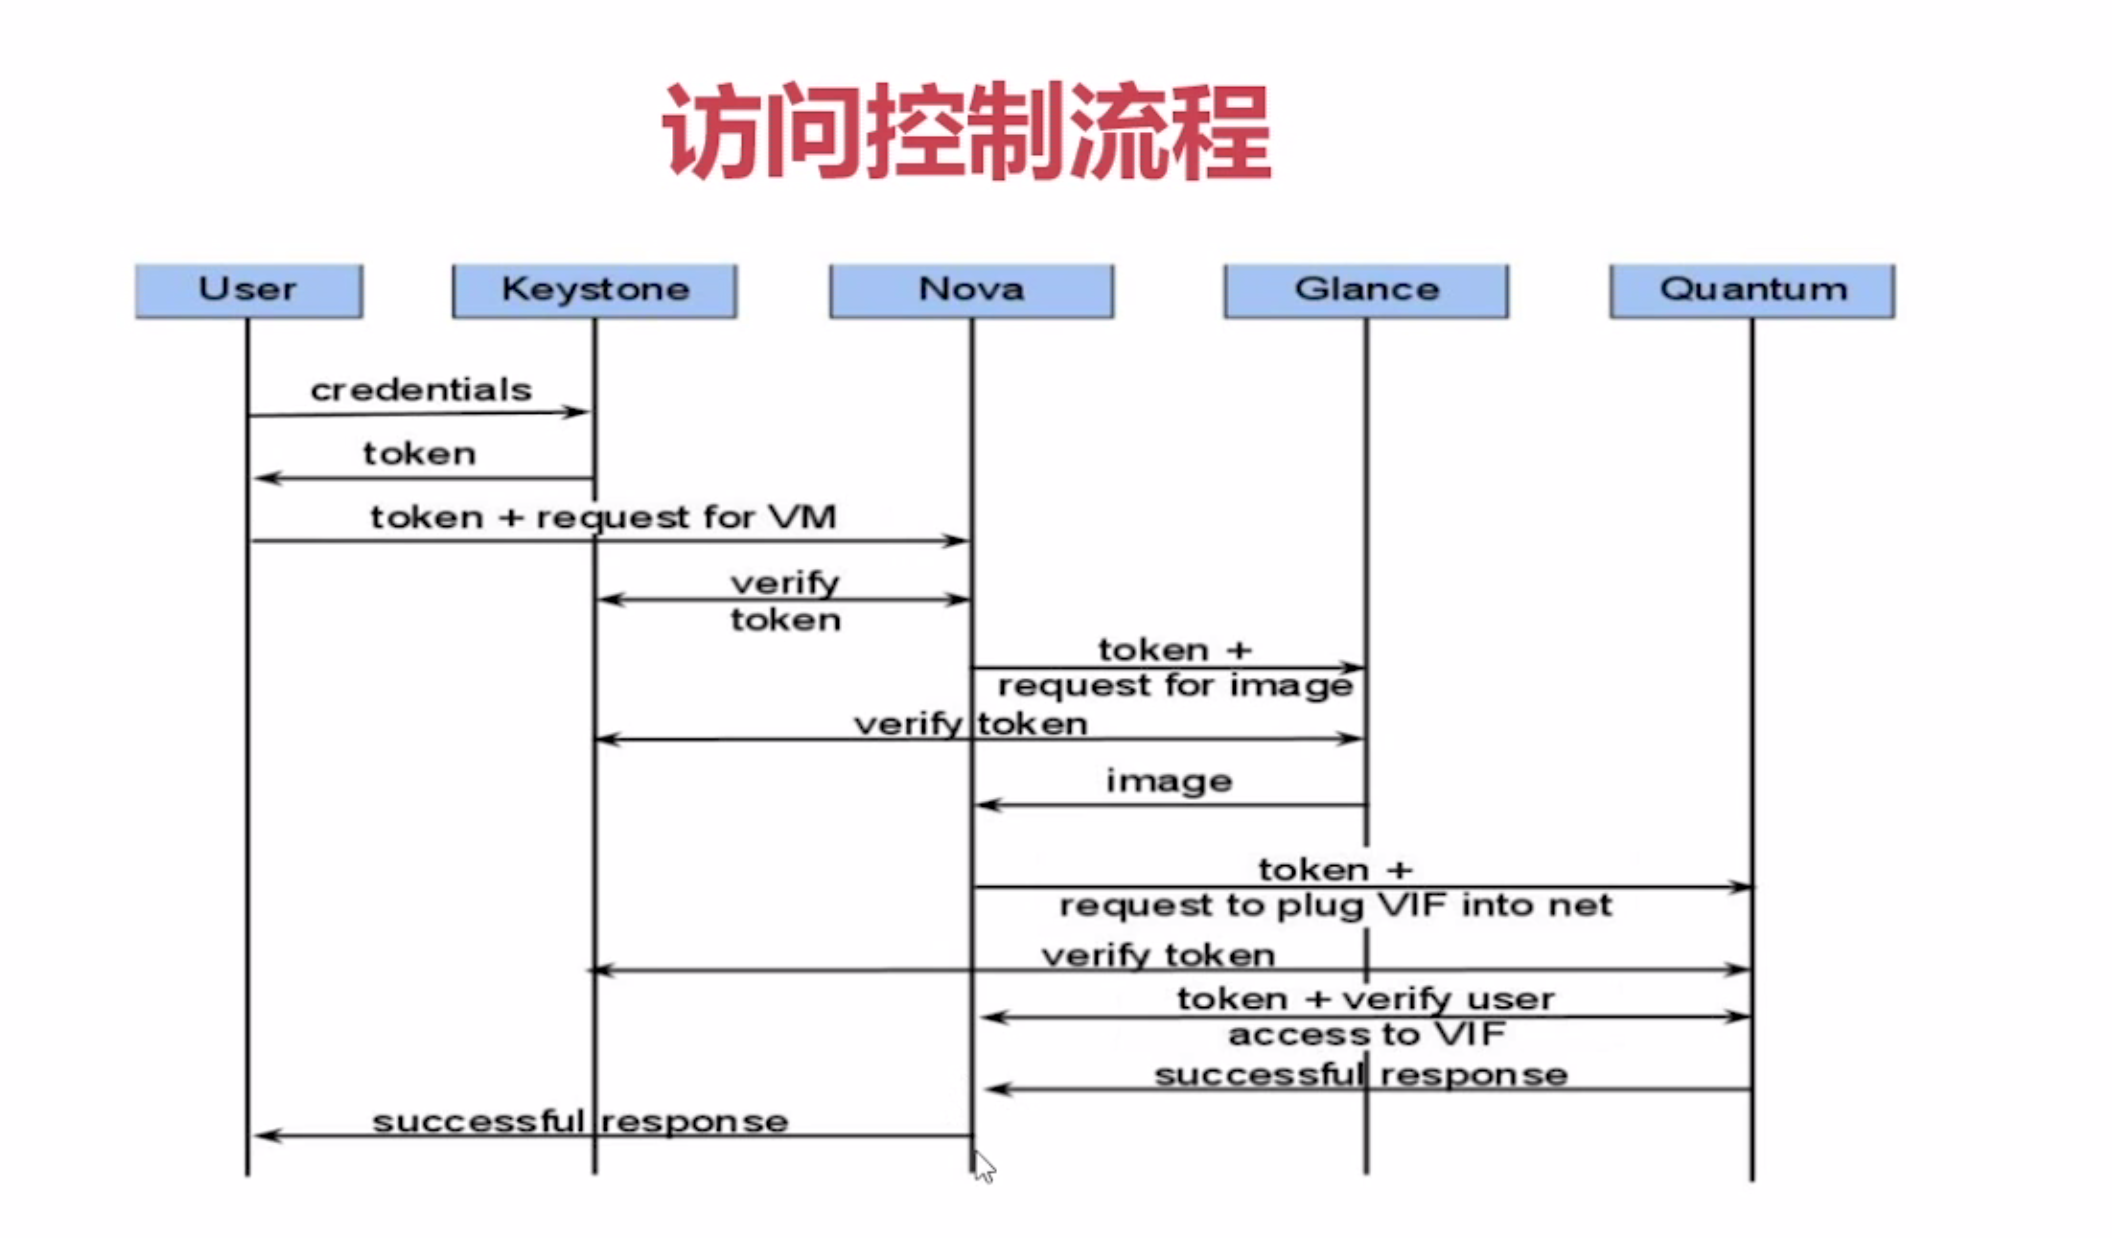 访问控制流程
User
Keystone
Nova
Glance
Quantum
credentials
token
token + request for VM
verify
token
token +
request for image
verify token
image
token +
request to plug VIF into net
verify token
token + verify user
access to VIF
successful response
successful response